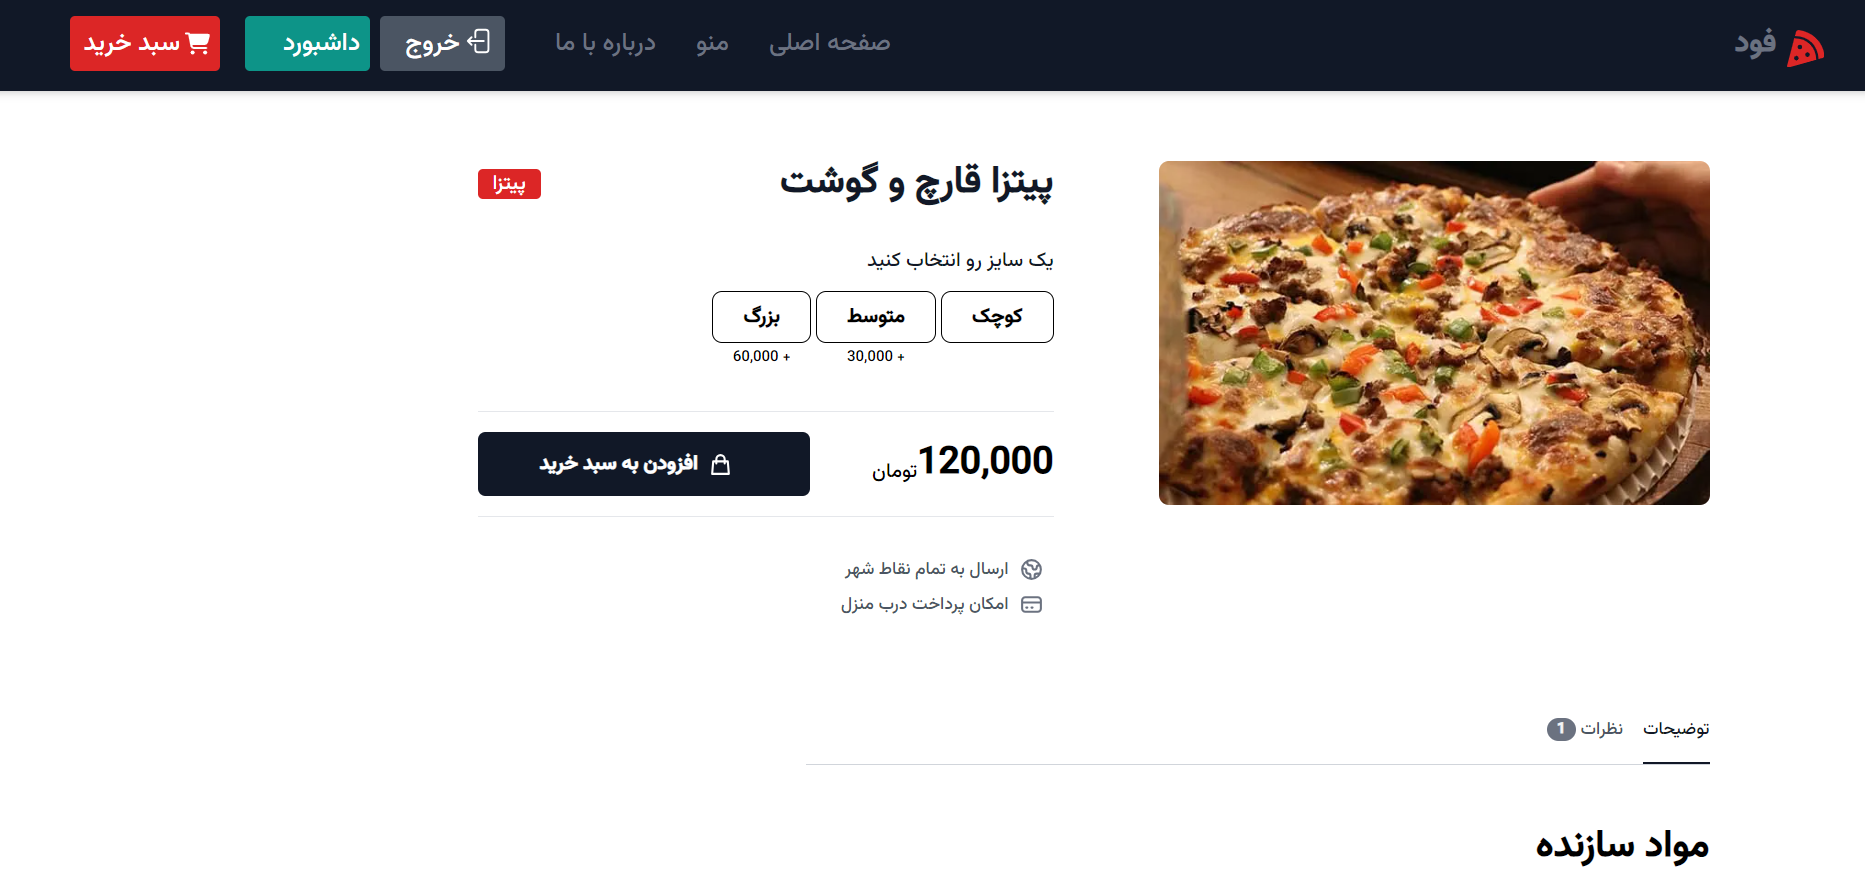 فود
صفحه اصلی
منو
درباره با ما
خروج
داشبورد
سبد خرید
پیتزا قارچ و گوشت
پیتزا
یک سایز رو انتخاب کنید
کوچک
متوسط
بزرگ
+ 30,000
+ 60,000
120,000 تومان
افزودن به سبد خرید
ارسال به تمام نقاط شهر
امکان پرداخت درب منزل
توضیحات
نظرات 1
مواد سازنده